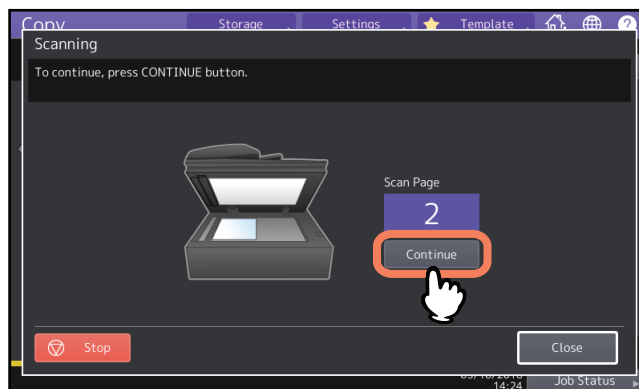 Copy Storage Settings Template
Scanning
To continue, press CONTINUE button.
Scan Page
2
Continue
Stop
Close
14:24 Job Status